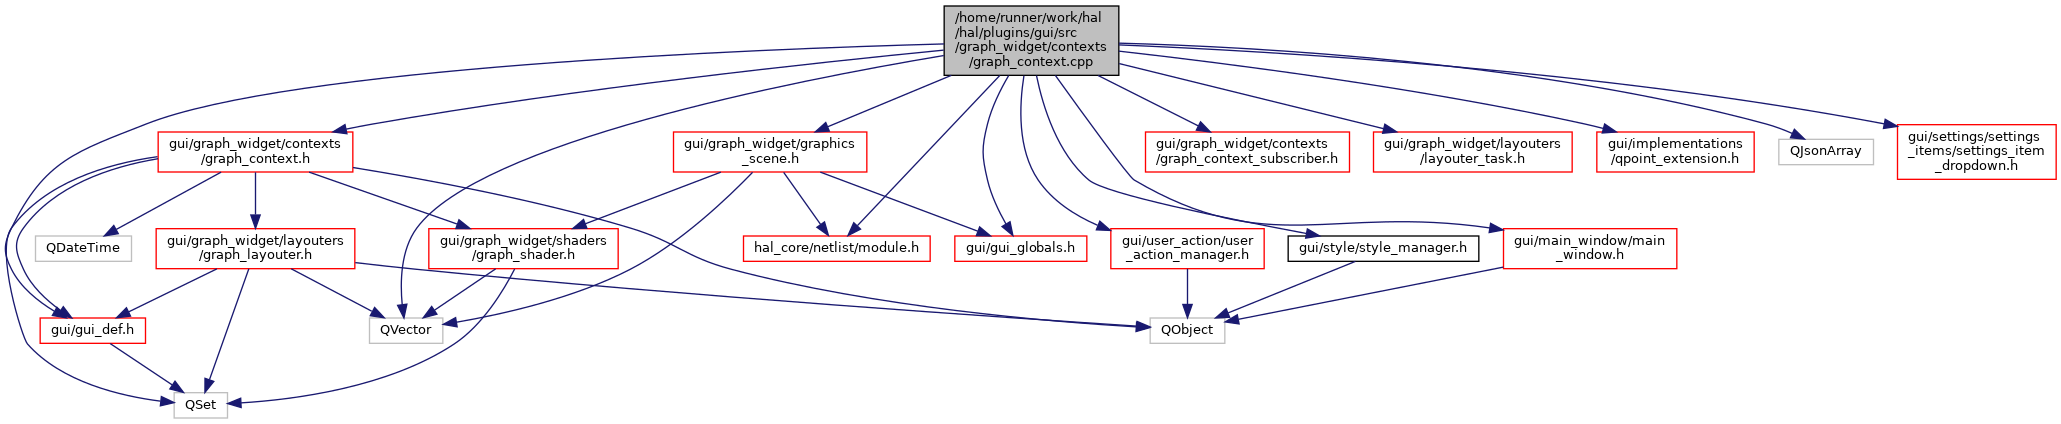 /home/runner/work/hal
/hal/plugins/gui/src
/graph_widget/contexts
/graph_context.cpp
gui/graph_widget/contexts
/graph_context.h
gui/graph_widget/graphics
_scene.h
gui/graph_widget/contexts
/graph_context_subscriber.h
gui/graph_widget/layouters
/layouter_task.h
gui/implementations
/qpoint_extension.h
QJsonArray
gui/settings/settings
_items/settings_item
_dropdown.h
QDateTime
gui/graph_widget/layouters
/graph_layouter.h
gui/graph_widget/shaders
/graph_shader.h
hal_core/netlist/module.h
gui/gui_globals.h
gui/user_action/user
_action_manager.h
gui/style/style_manager.h
gui/main_window/main
_window.h
gui/gui_def.h
QVector
QObject
QSet